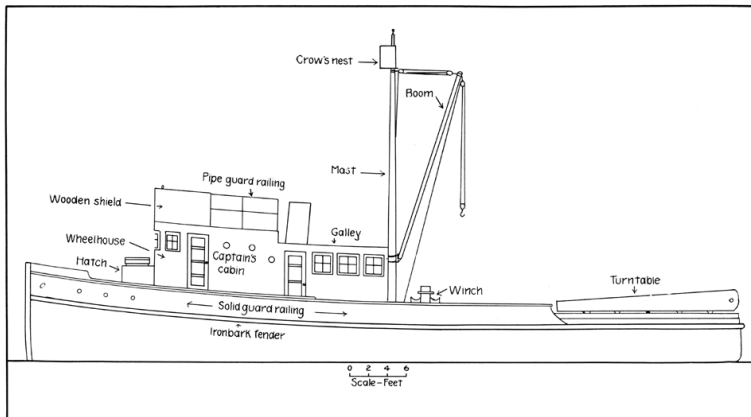 Crow's nest
Boom
Mast
Pipe guard railing
Wooden shield
Galley
Wheelhouse
Captain's
cabin
Hatch
Turntable
Winch
Solid guard railing
Ironbark fender
0 2 4 6
Scale-Feet